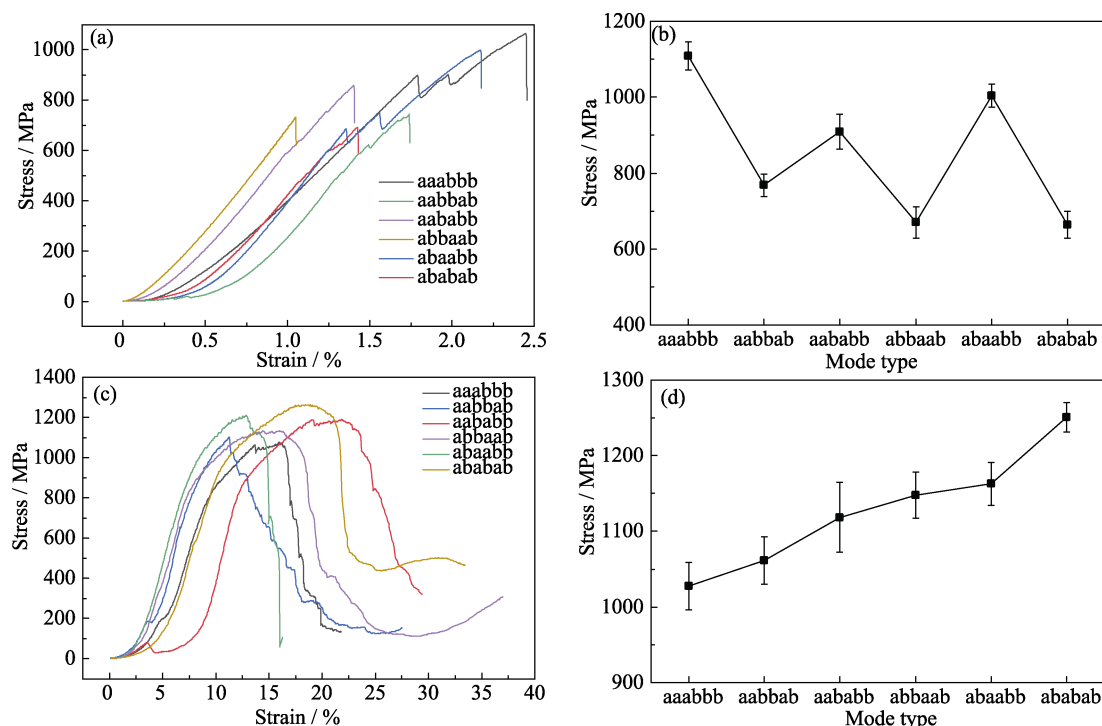 (a)
1000
800
600
400
200
0
Stress / MPa
aaabbb
aabbab
aababb
abbaab
abaabb
ababab
0 0.5 1.0 1.5 2.0 2.5
Strain / %
(b)
1200
1000
800
600
400
Stress / MPa
aaabbb aabbab aababb abbaab abaabb ababab
Mode type
(c)
1400
1200
1000
800
600
400
200
0
Stress / MPa
aaabbb
aabbab
aababb
abbaab
abaabb
ababab
0 5 10 15 20 25 30 35 40
Strain / %
(d)
1300
1200
1100
1000
900
Stress / MPa
aaabbb aabbab aababb abbaab abaabb ababab
Mode type